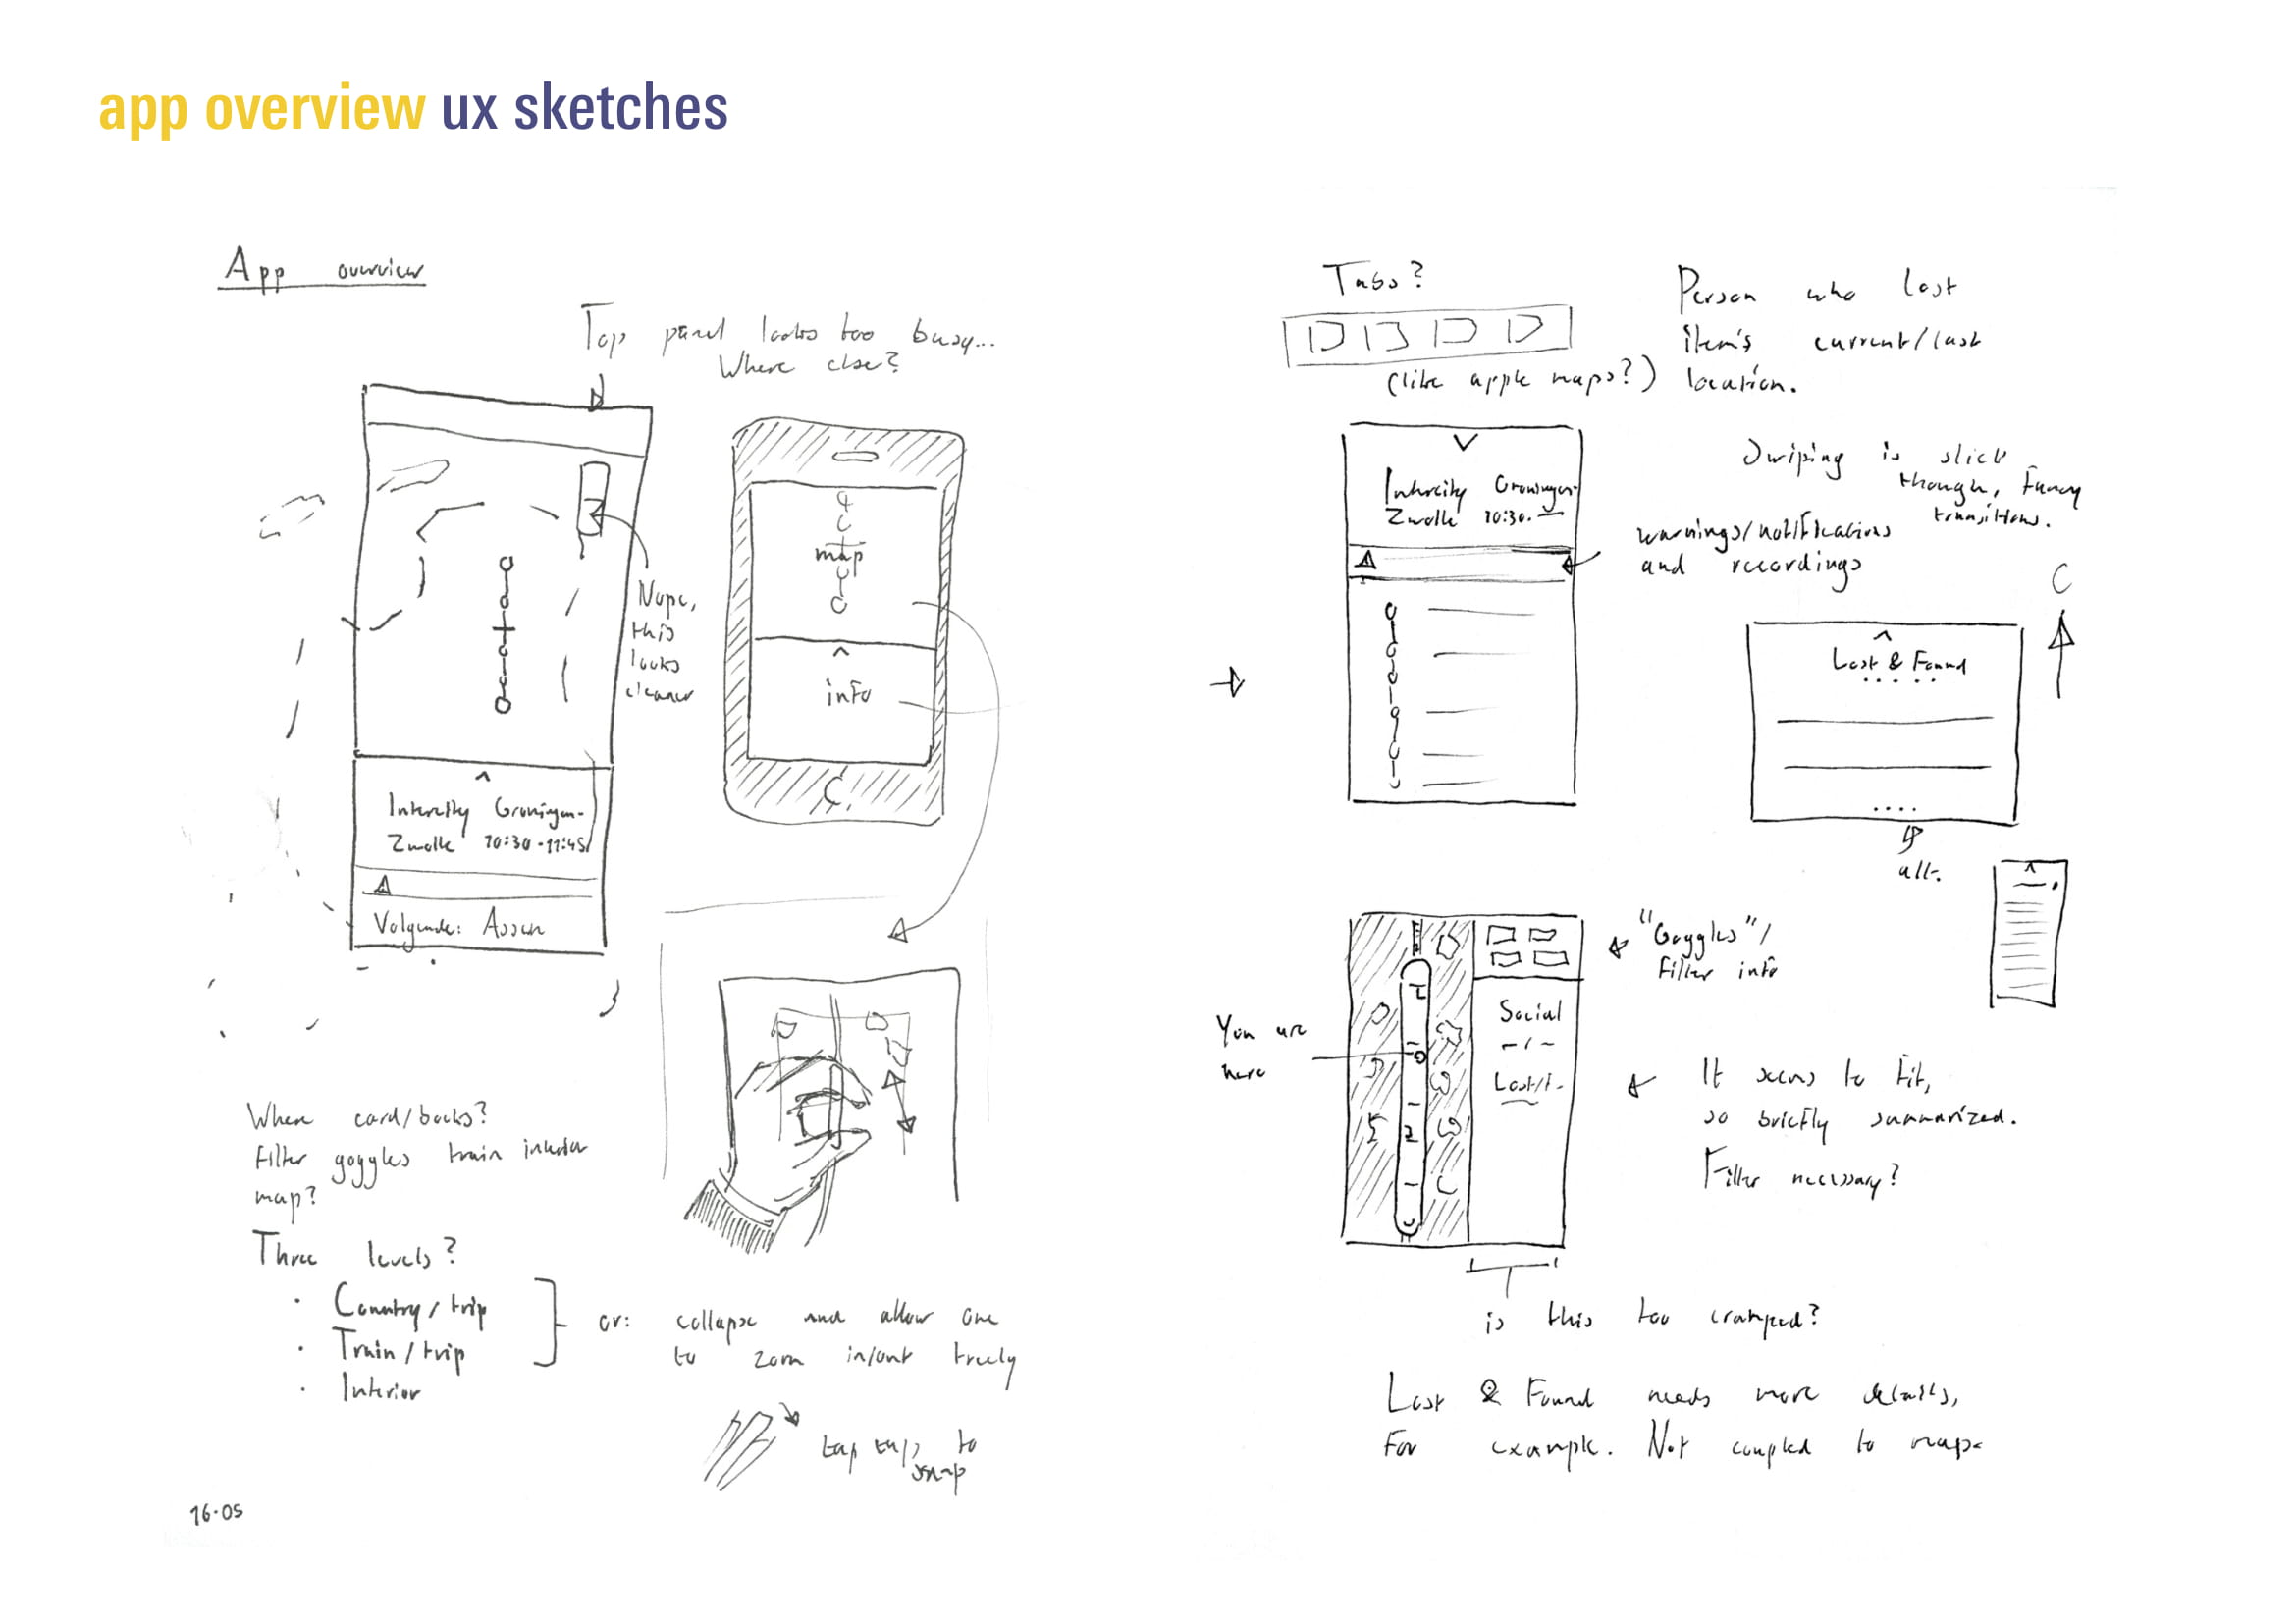 app overview ux sketches
App overview
Top panel looks too busy...
Where else?
Nope,
this
looks
cleaner
map
info
Intercity Groningen-
Zwolle 10:30-11:45
Volgende: Assen
Where card/backs?
Filter goggles train interior
map?
Three levels?
· Country/trip
· Train/trip
· Interior
or: collapse and allow one
to zoom in/out freely
tap tups to
snap
16·05
Tabs?
(like apple maps?)
Person who lost
item's current/last
location.
Swiping is slick
though, Fancy
transitions.
Intercity Groningen-
Zwolle 10:30-
warnings/notifications
and recordings
Lost & Found
alt.
"Goggles"/
Filter info
You are
here
1
2
Social
Lost/F-
It seems to fit,
so briefly summarized.
Filter necessary?
is this too cramped?
Lost & Found needs more details,
For example. Not coupled to maps